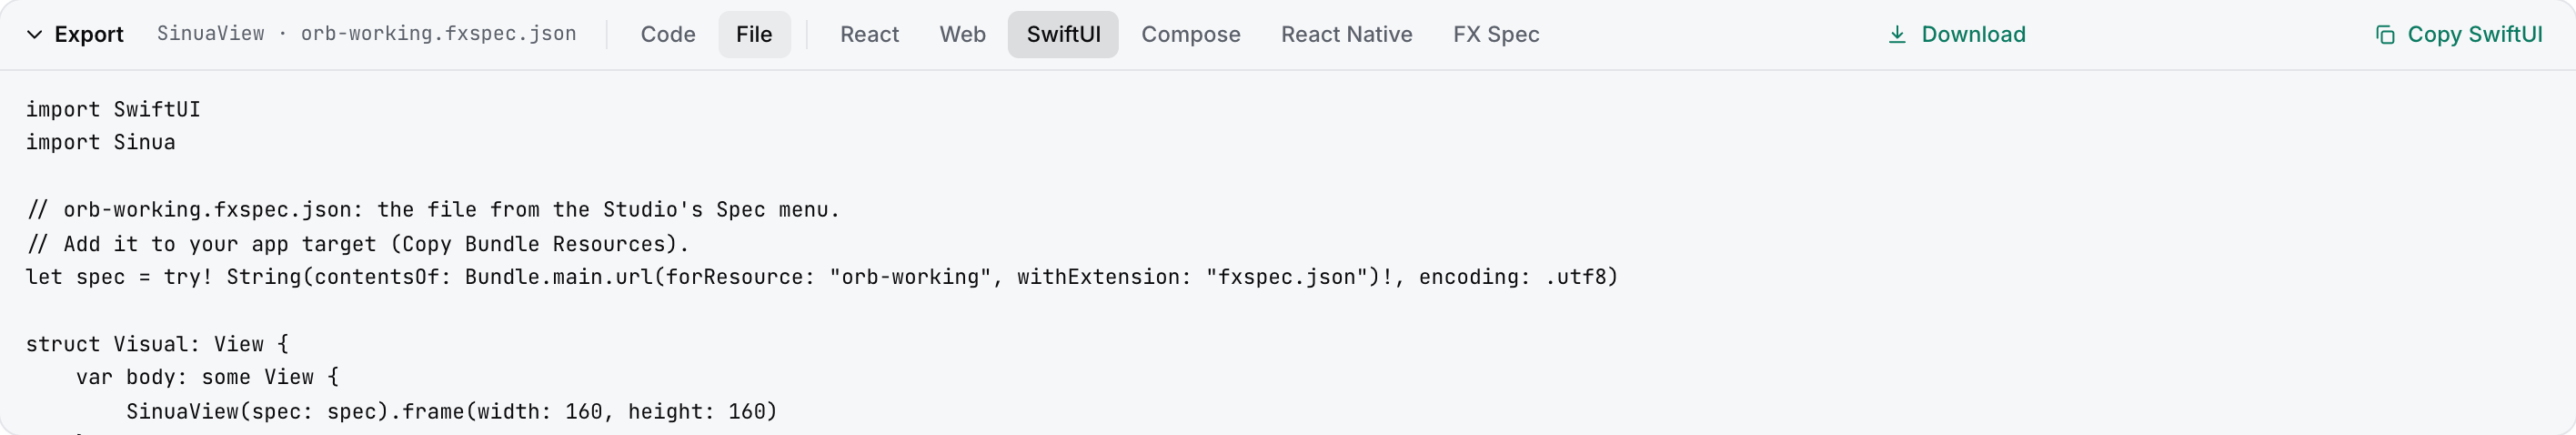 Export SinuaView · orb-working.fxspec.json Code File React Web SwiftUI Compose React Native FX Spec Download Copy SwiftUI
import SwiftUI
import Sinua
// orb-working.fxspec.json: the file from the Studio's Spec menu.
// Add it to your app target (Copy Bundle Resources).
let spec = try! String(contentsOf: Bundle.main.url(forResource: "orb-working", withExtension: "fxspec.json")!, encoding: .utf8)
struct Visual: View {
    var body: some View {
        SinuaView(spec: spec).frame(width: 160, height: 160)